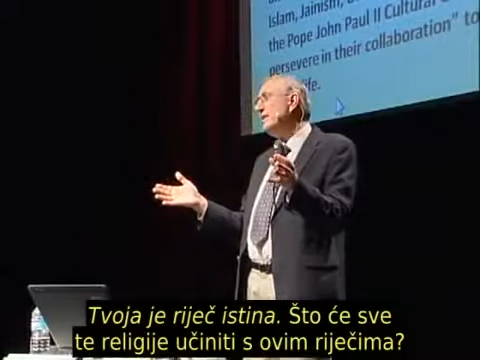 Islam, Jainism,
the Pope John Paul II Cultural
persevere in their collaboration" to
life.
Tvoja je riječ istina. Što će sve
te religije učiniti s ovim riječima?